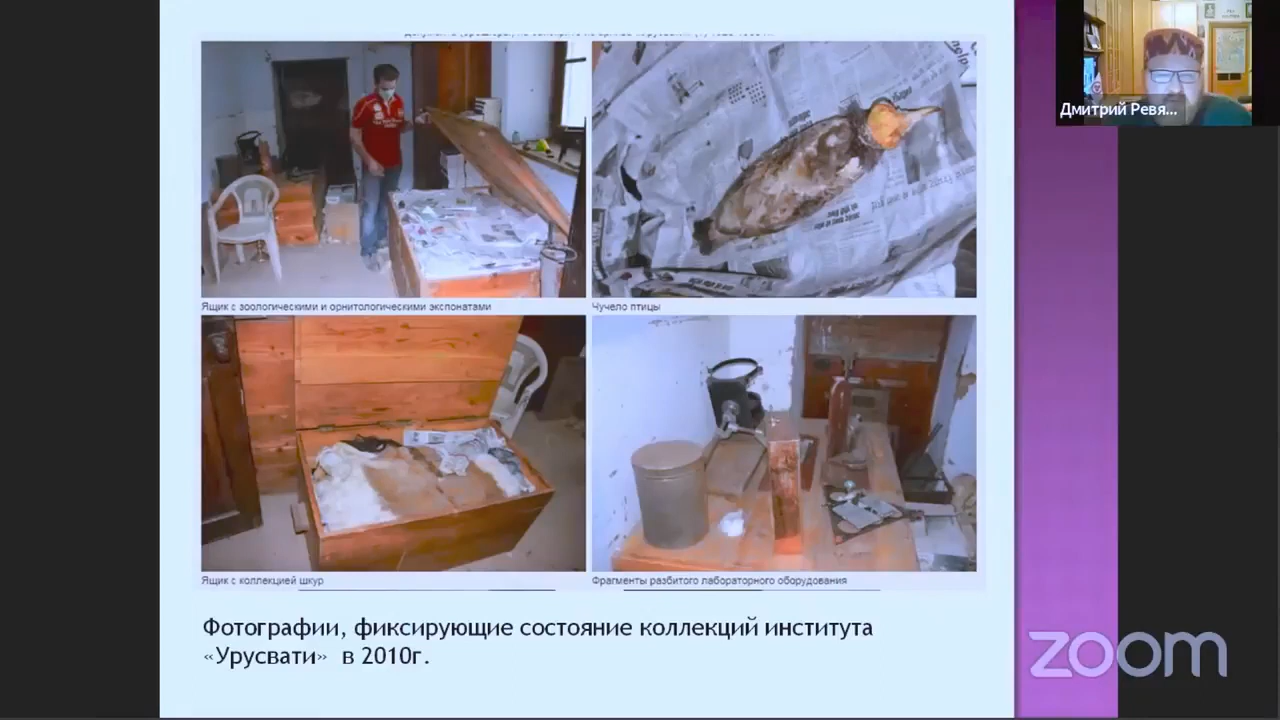 Дмитрий Ревя...
Ящик с зоологическими и орнитологическими экспонатами
Чучело птицы
Ящик с коллекцией шкур
Фрагменты разбитого лабораторного оборудования
Фотографии, фиксирующие состояние коллекций института
«Урусвати» в 2010г.
zoom